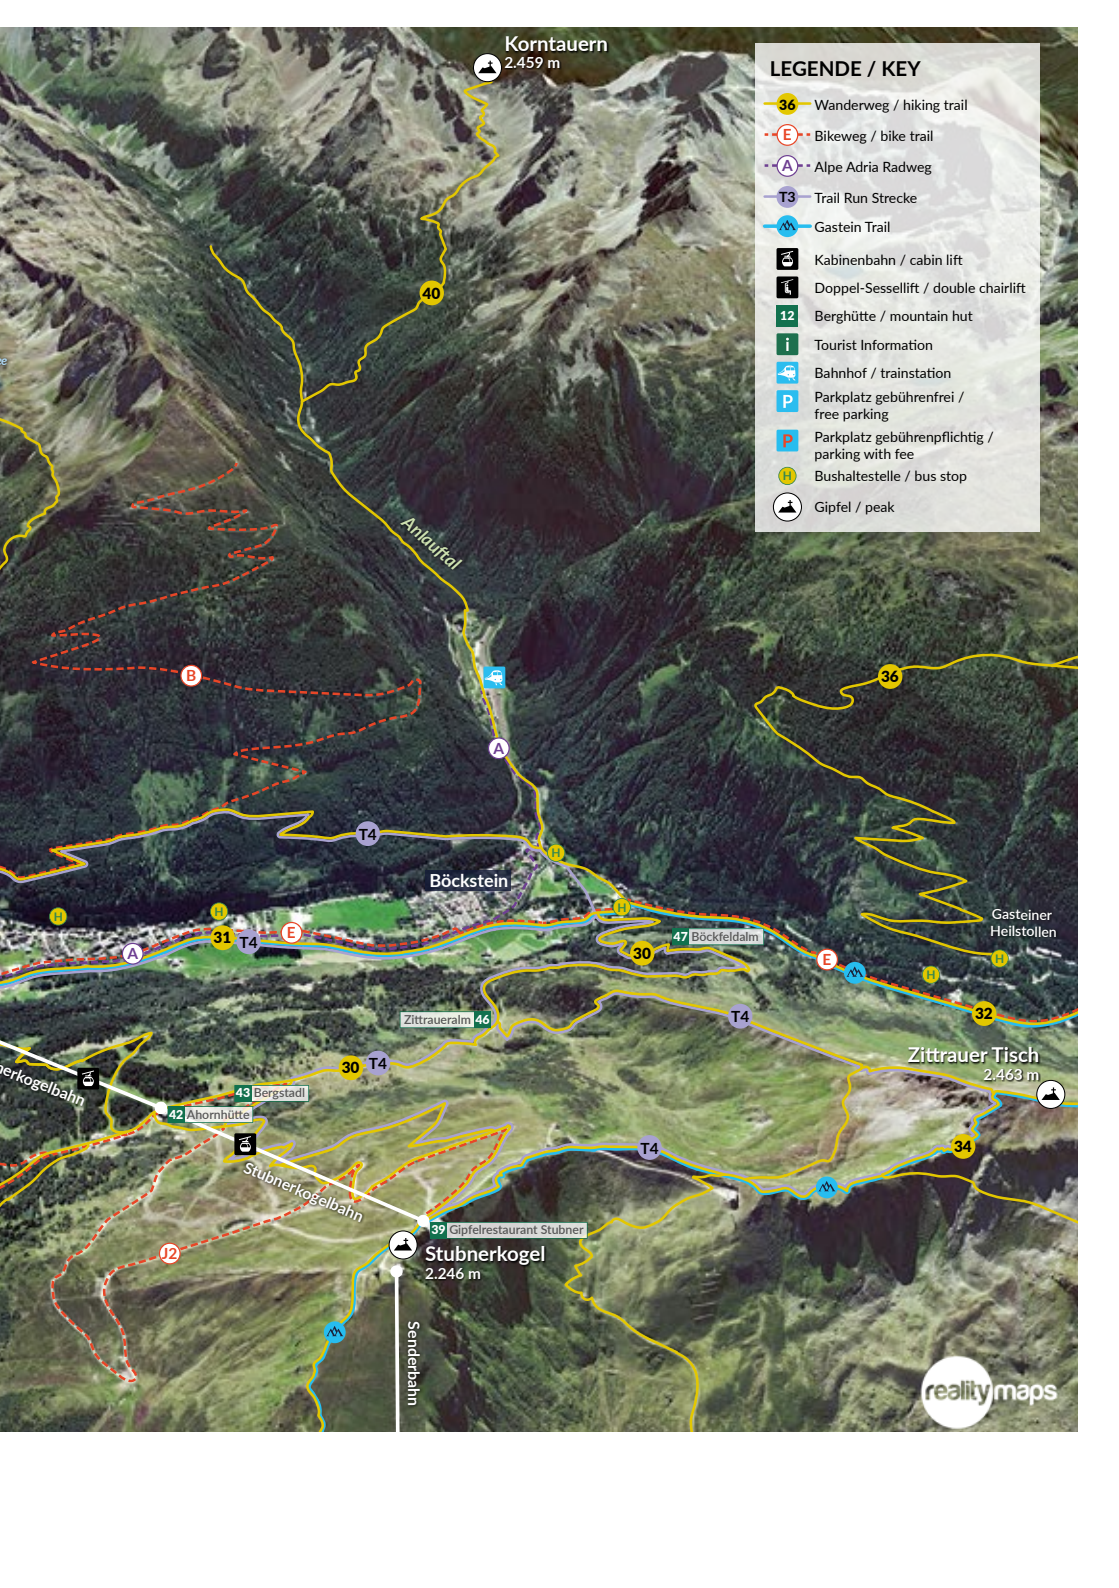 Korntauern
2.459 m
LEGENDE / KEY
36 Wanderweg / hiking trail
E Bikeweg / bike trail
A Alpe Adria Radweg
T3 Trail Run Strecke
Gastein Trail
Kabinenbahn / cabin lift
Doppel-Sessellift / double chairlift
12 Berghütte / mountain hut
i Tourist Information
Bahnhof / trainstation
P Parkplatz gebührenfrei /
free parking
P Parkplatz gebührenpflichtig /
parking with fee
H Bushaltestelle / bus stop
Gipfel / peak
40
Anlauftal
B
36
A
T4
H
Böckstein
H
H
H
Gasteiner
Heilstollen
31
T4
E
A
47 Böckfeldalm
30
E
H
H
32
Zittraueralm 46
T4
Zittrauer Tisch
2.463 m
30
T4
nerkogelbahn
43 Bergstadl
42 Ahornhütte
34
T4
Stubnerkogelbahn
39 Gipfelrestaurant Stubner
J2
Stubnerkogel
2.246 m
Senderbahn
reality maps